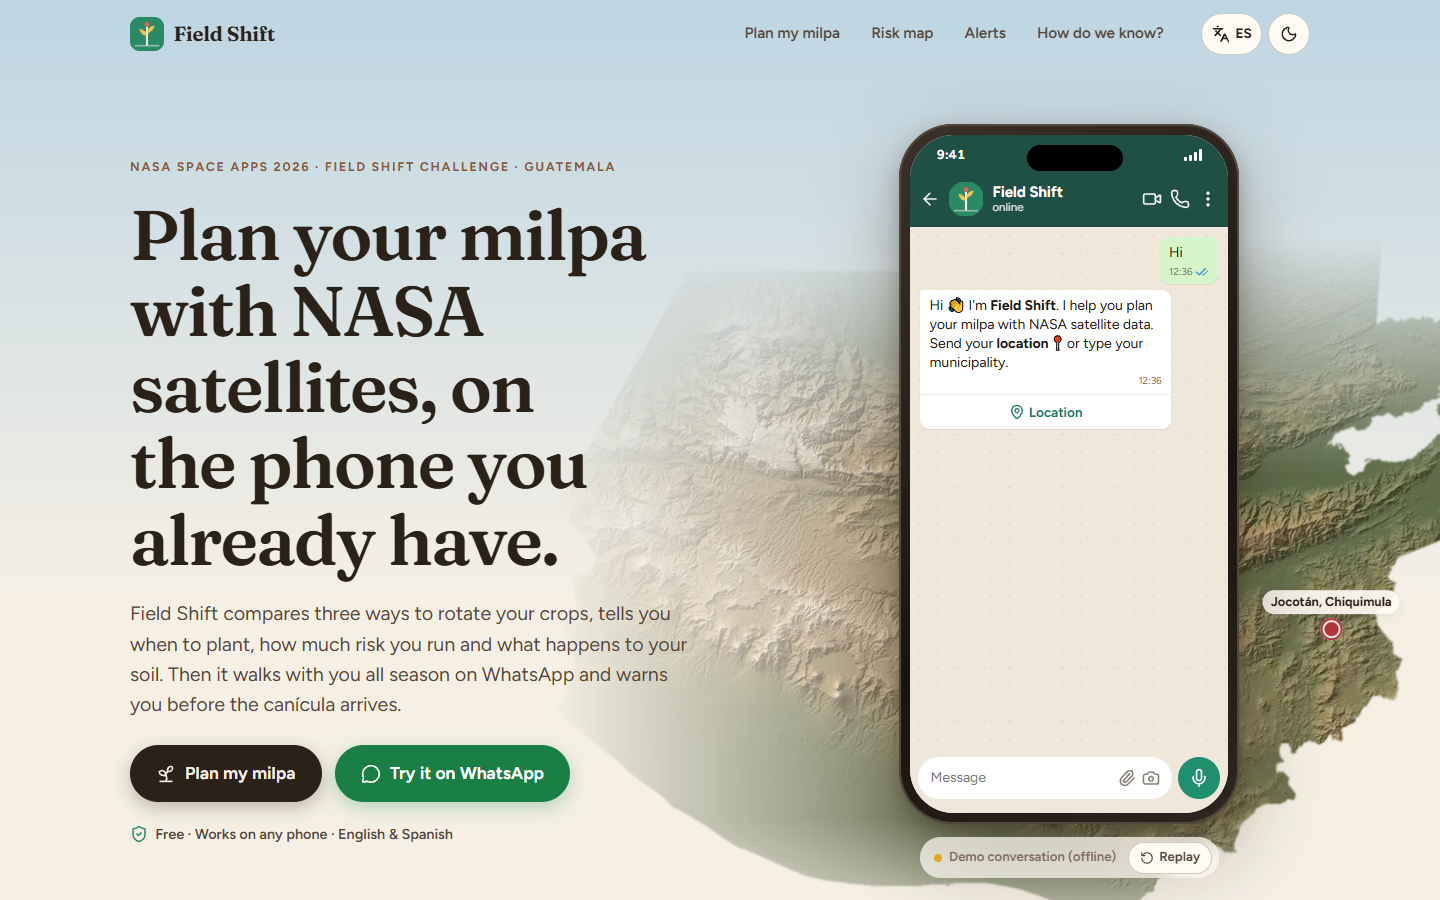 Field Shift
Plan my milpa
Risk map
Alerts
How do we know?
ES
NASA SPACE APPS 2026 · FIELD SHIFT CHALLENGE · GUATEMALA
Plan your milpa
with NASA
satellites, on
the phone you
already have.
Field Shift compares three ways to rotate your crops, tells you
when to plant, how much risk you run and what happens to your
soil. Then it walks with you all season on WhatsApp and warns
you before the canícula arrives.
Plan my milpa
Try it on WhatsApp
Free · Works on any phone · English & Spanish
9:41
Field Shift
online
Hi
12:36
Hi 👋 I'm Field Shift. I help you plan
your milpa with NASA satellite data.
Send your location 📍 or type your
municipality.
12:36
Location
Message
Demo conversation (offline)
Replay
Jocotán, Chiquimula